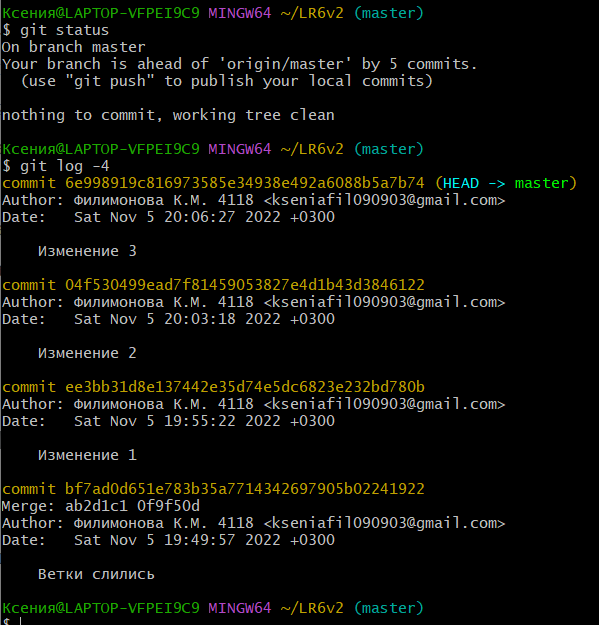 Ксения@LAPTOP-VFPEI9C9 MINGW64 ~/LR6v2 (master)
$ git status
On branch master
Your branch is ahead of 'origin/master' by 5 commits.
  (use "git push" to publish your local commits)

nothing to commit, working tree clean

Ксения@LAPTOP-VFPEI9C9 MINGW64 ~/LR6v2 (master)
$ git log -4
commit 6e998919c816973585e34938e492a6088b5a7b74 (HEAD -> master)
Author: Филимонова К.М. 4118 <kseniafil090903@gmail.com>
Date:   Sat Nov 5 20:06:27 2022 +0300

    Изменение 3

commit 04f530499ead7f81459053827e4d1b43d3846122
Author: Филимонова К.М. 4118 <kseniafil090903@gmail.com>
Date:   Sat Nov 5 20:03:18 2022 +0300

    Изменение 2

commit ee3bb31d8e137442e35d74e5dc6823e232bd780b
Author: Филимонова К.М. 4118 <kseniafil090903@gmail.com>
Date:   Sat Nov 5 19:55:22 2022 +0300

    Изменение 1

commit bf7ad0d651e783b35a7714342697905b02241922
Merge: ab2d1c1 0f9f50d
Author: Филимонова К.М. 4118 <kseniafil090903@gmail.com>
Date:   Sat Nov 5 19:49:57 2022 +0300

    Ветки слились

Ксения@LAPTOP-VFPEI9C9 MINGW64 ~/LR6v2 (master)
$